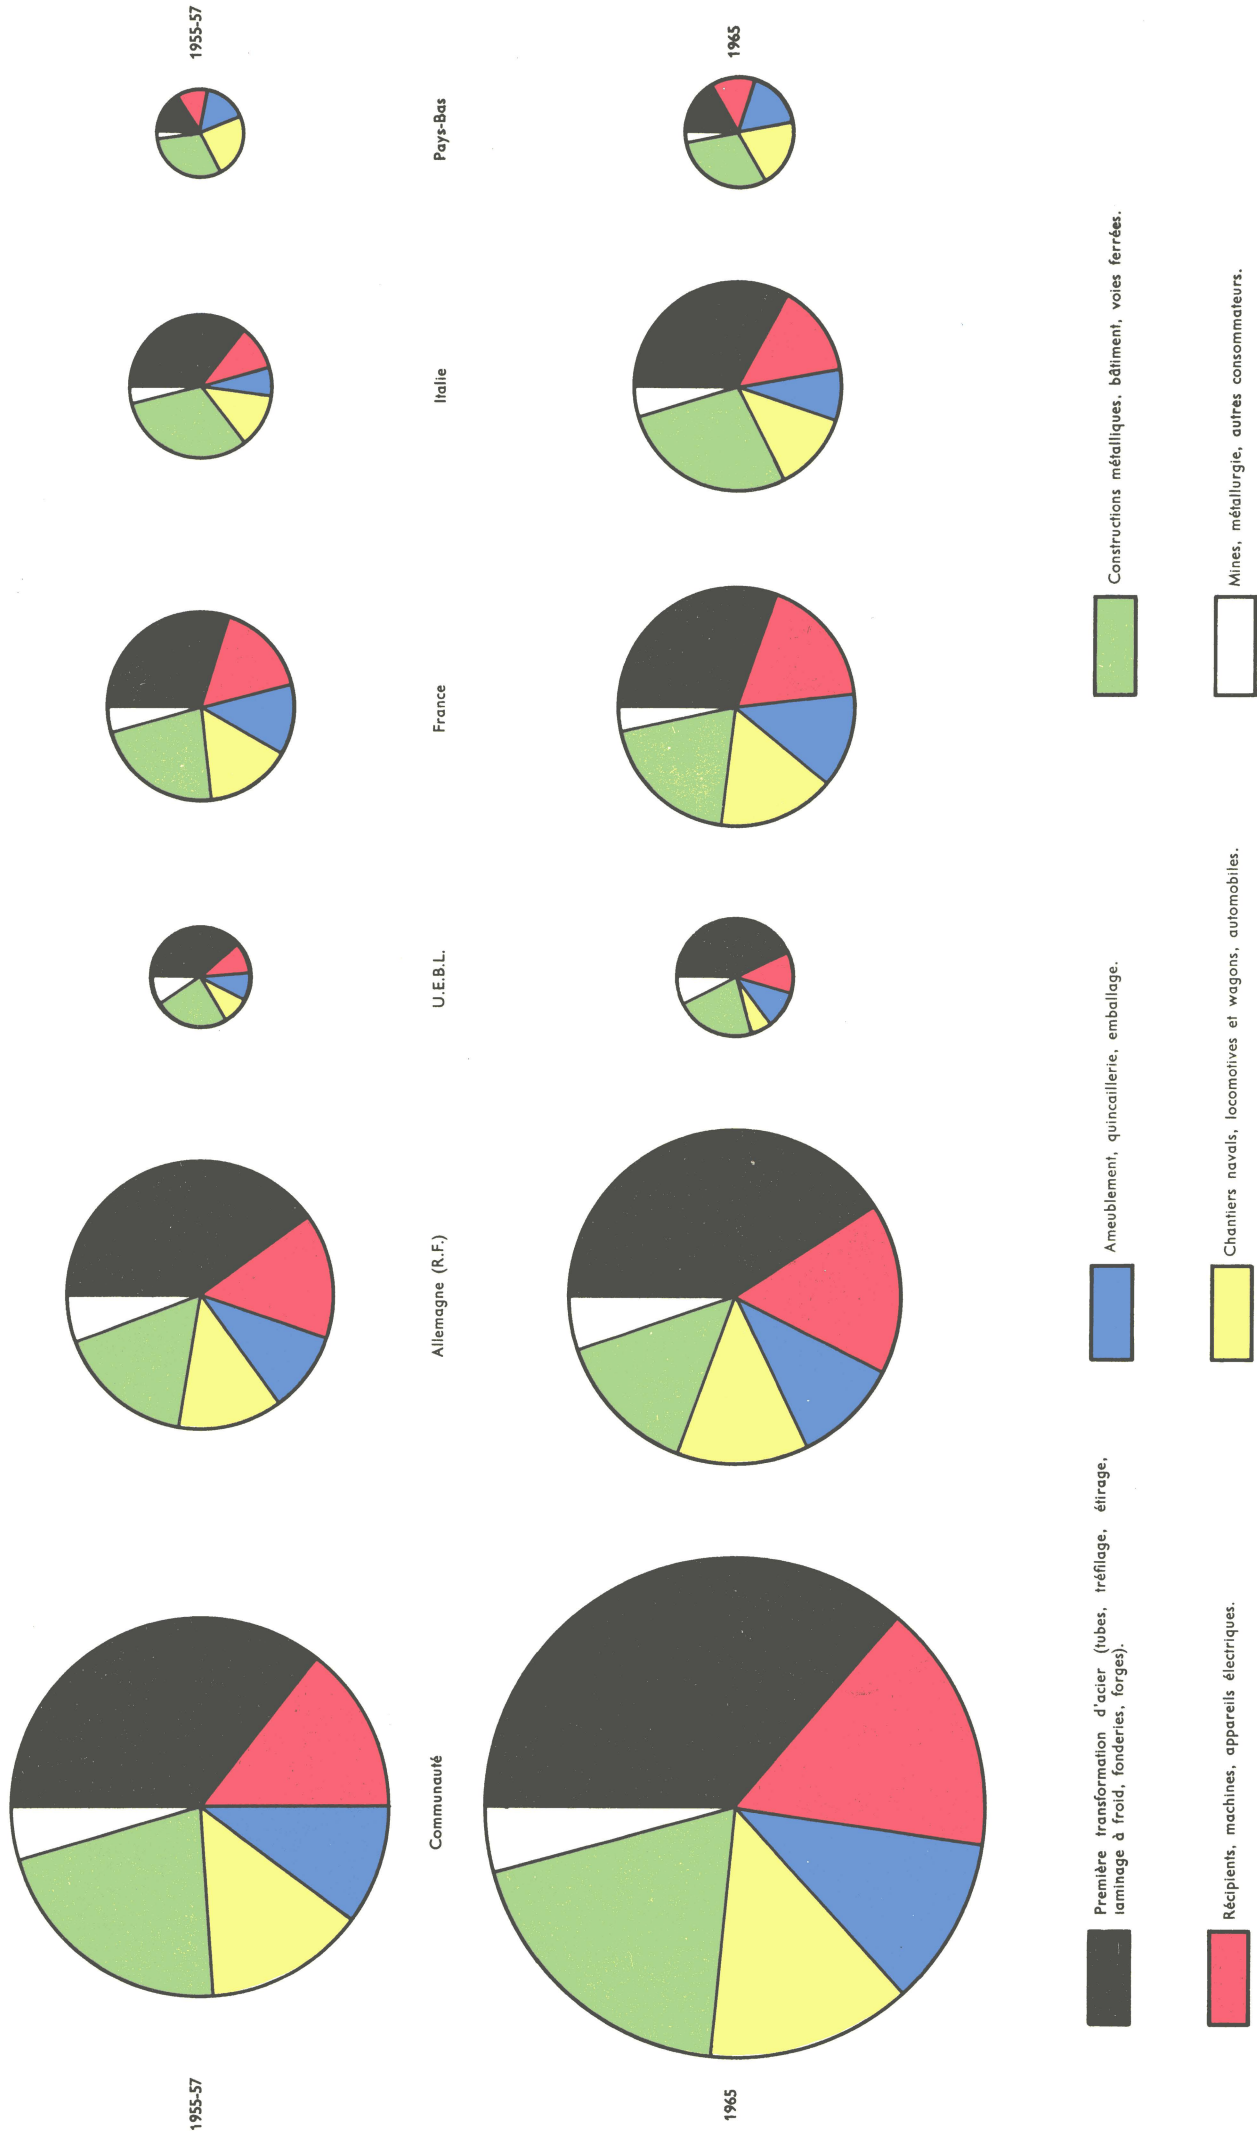 1955-57
1955-57
Communauté
Allemagne (R.F.)
U.E.B.L.
France
Italie
Pays-Bas
1965
1965
Première transformation d'acier (tubes, tréfilage, étirage,
laminage à froid, fonderies, forges).
Ameublement, quincaillerie, emballage.
Constructions métalliques, bâtiment, voies ferrées.
Récipients, machines, appareils électriques.
Chantiers navals, locomotives et wagons, automobiles.
Mines, métallurgie, autres consommateurs.